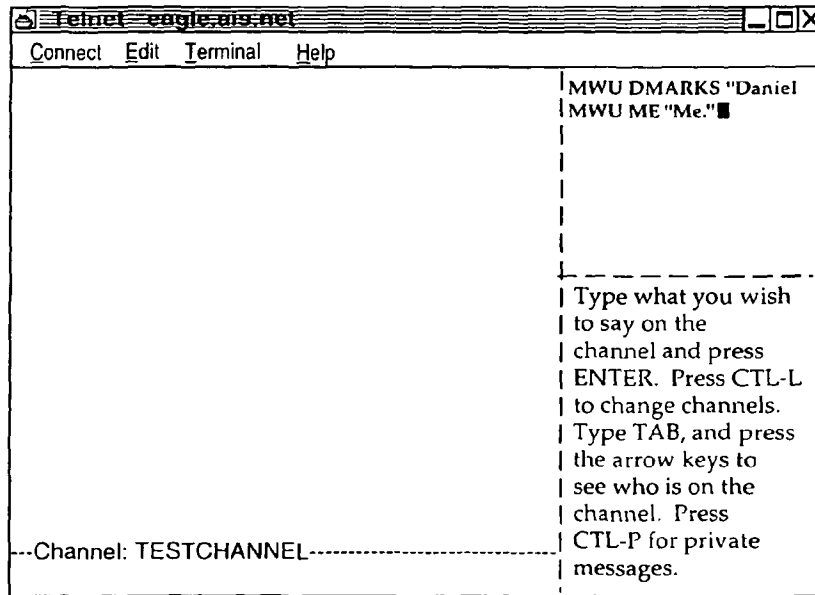 Telnet - eagle.ais.net
Connect Edit Terminal Help
MWU DMARKS "Daniel
MWU ME "Me."
Type what you wish
to say on the
channel and press
ENTER. Press CTL-L
to change channels.
Type TAB, and press
the arrow keys to
see who is on the
channel. Press
CTL-P for private
messages.
---Channel: TESTCHANNEL---------------------------